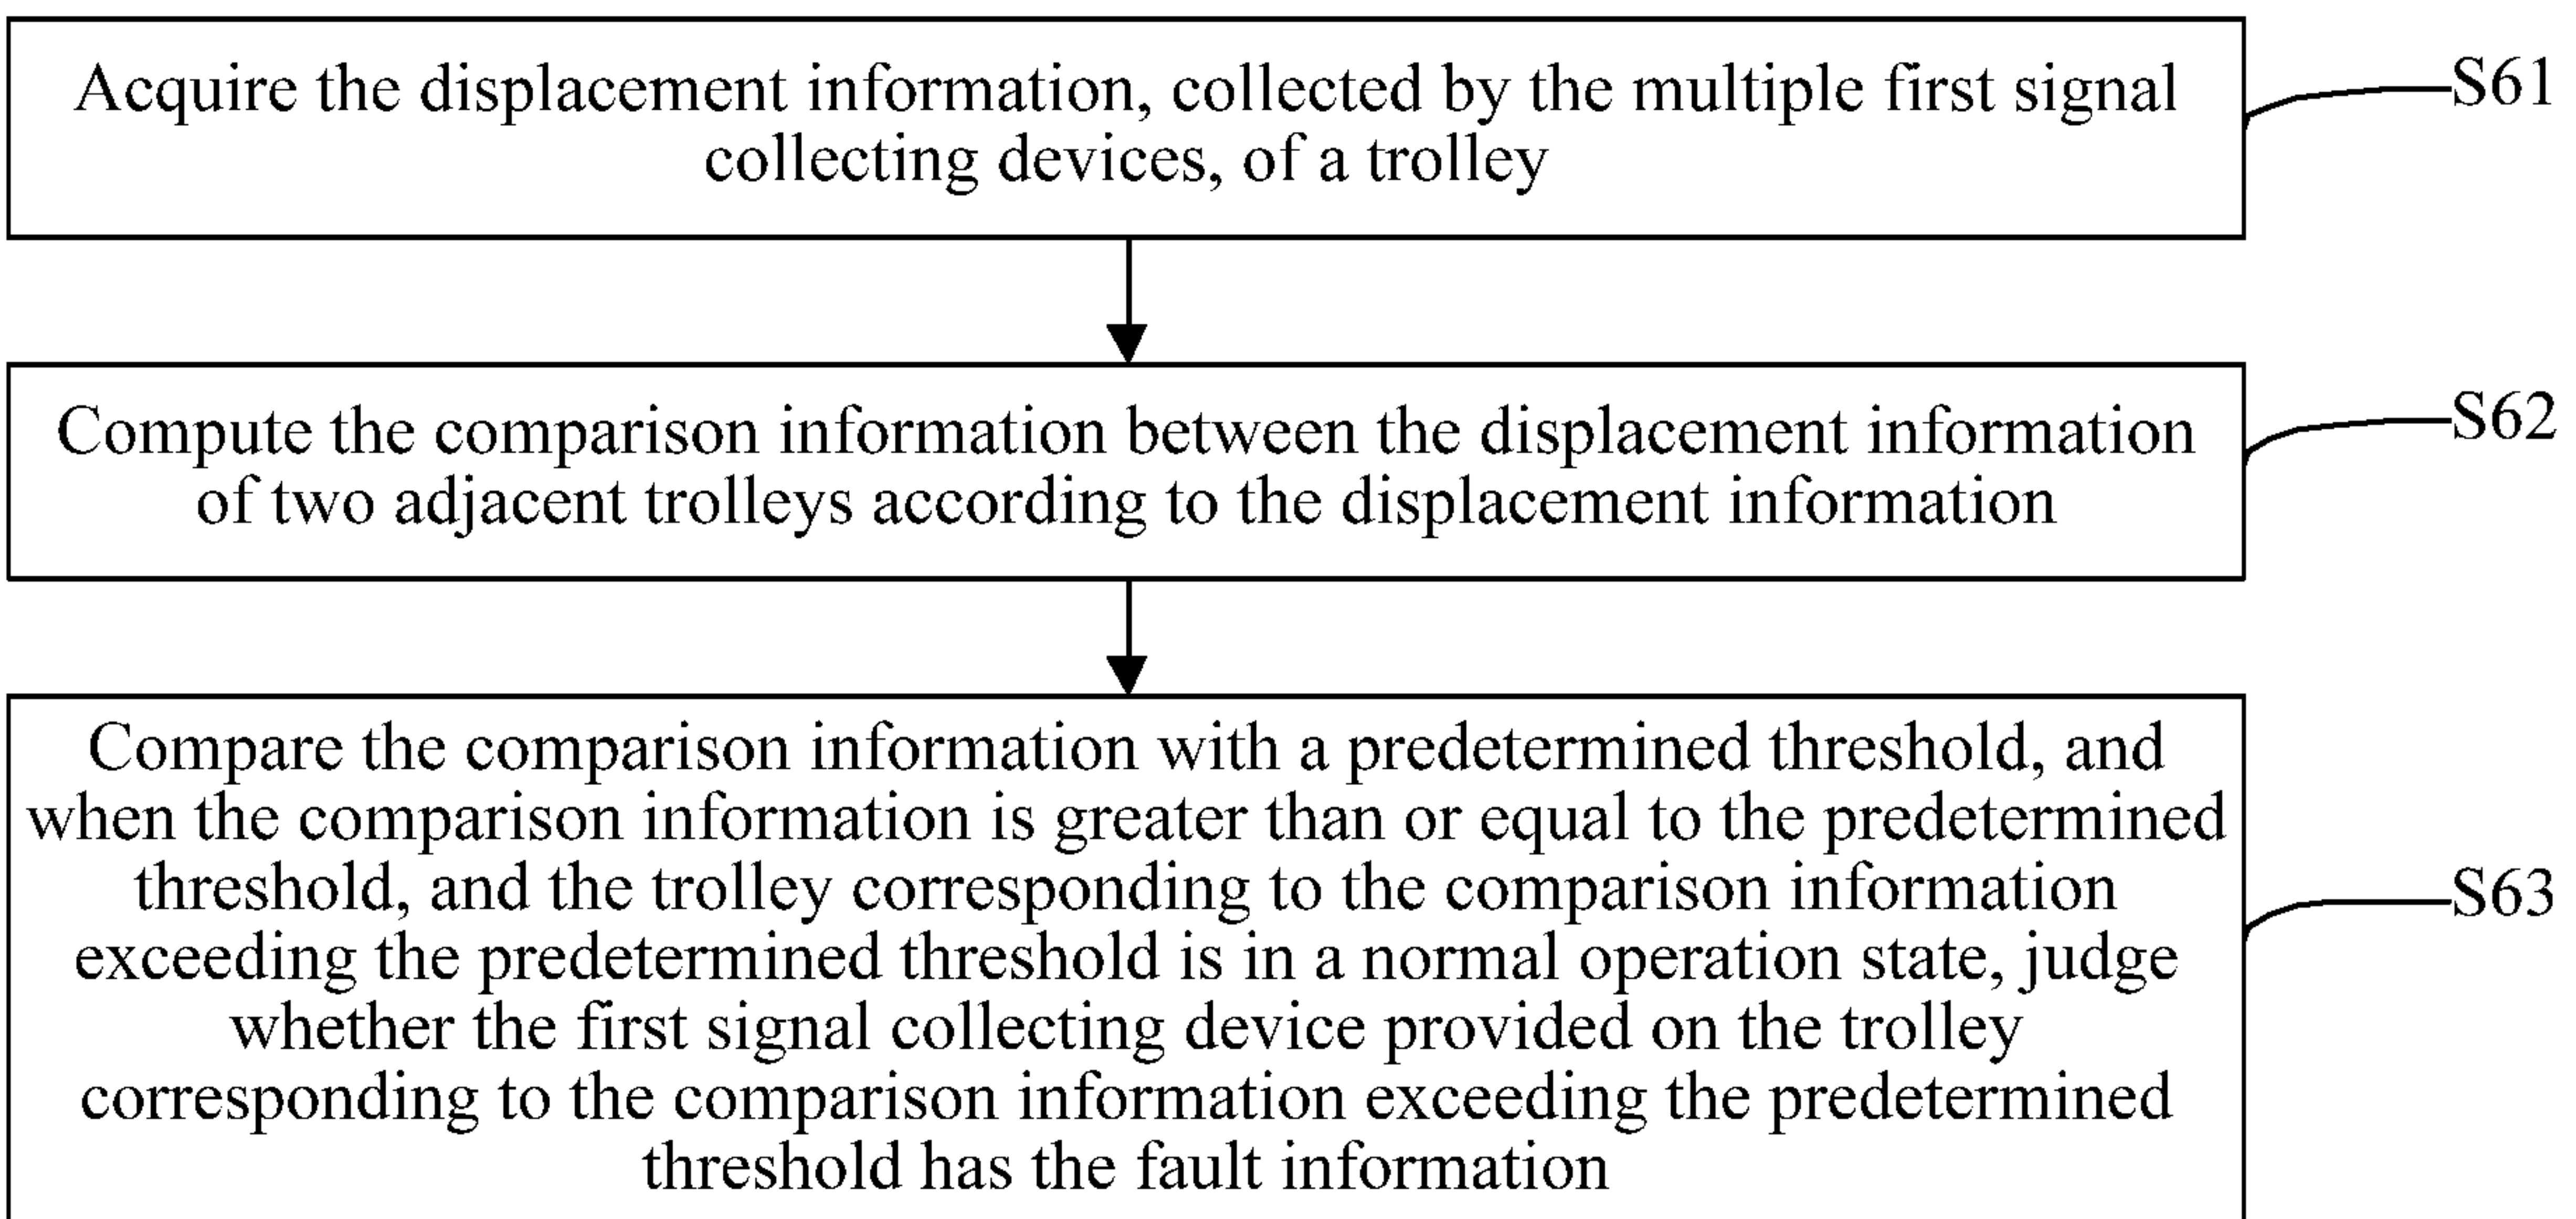 Acquire the displacement information, collected by the multiple first signal
collecting devices, of a trolley
S61
Compute the comparison information between the displacement information
of two adjacent trolleys according to the displacement information
S62
Compare the comparison information with a predetermined threshold, and
when the comparison information is greater than or equal to the predetermined
threshold, and the trolley corresponding to the comparison information
exceeding the predetermined threshold is in a normal operation state, judge
whether the first signal collecting device provided on the trolley
corresponding to the comparison information exceeding the predetermined
threshold has the fault information
S63